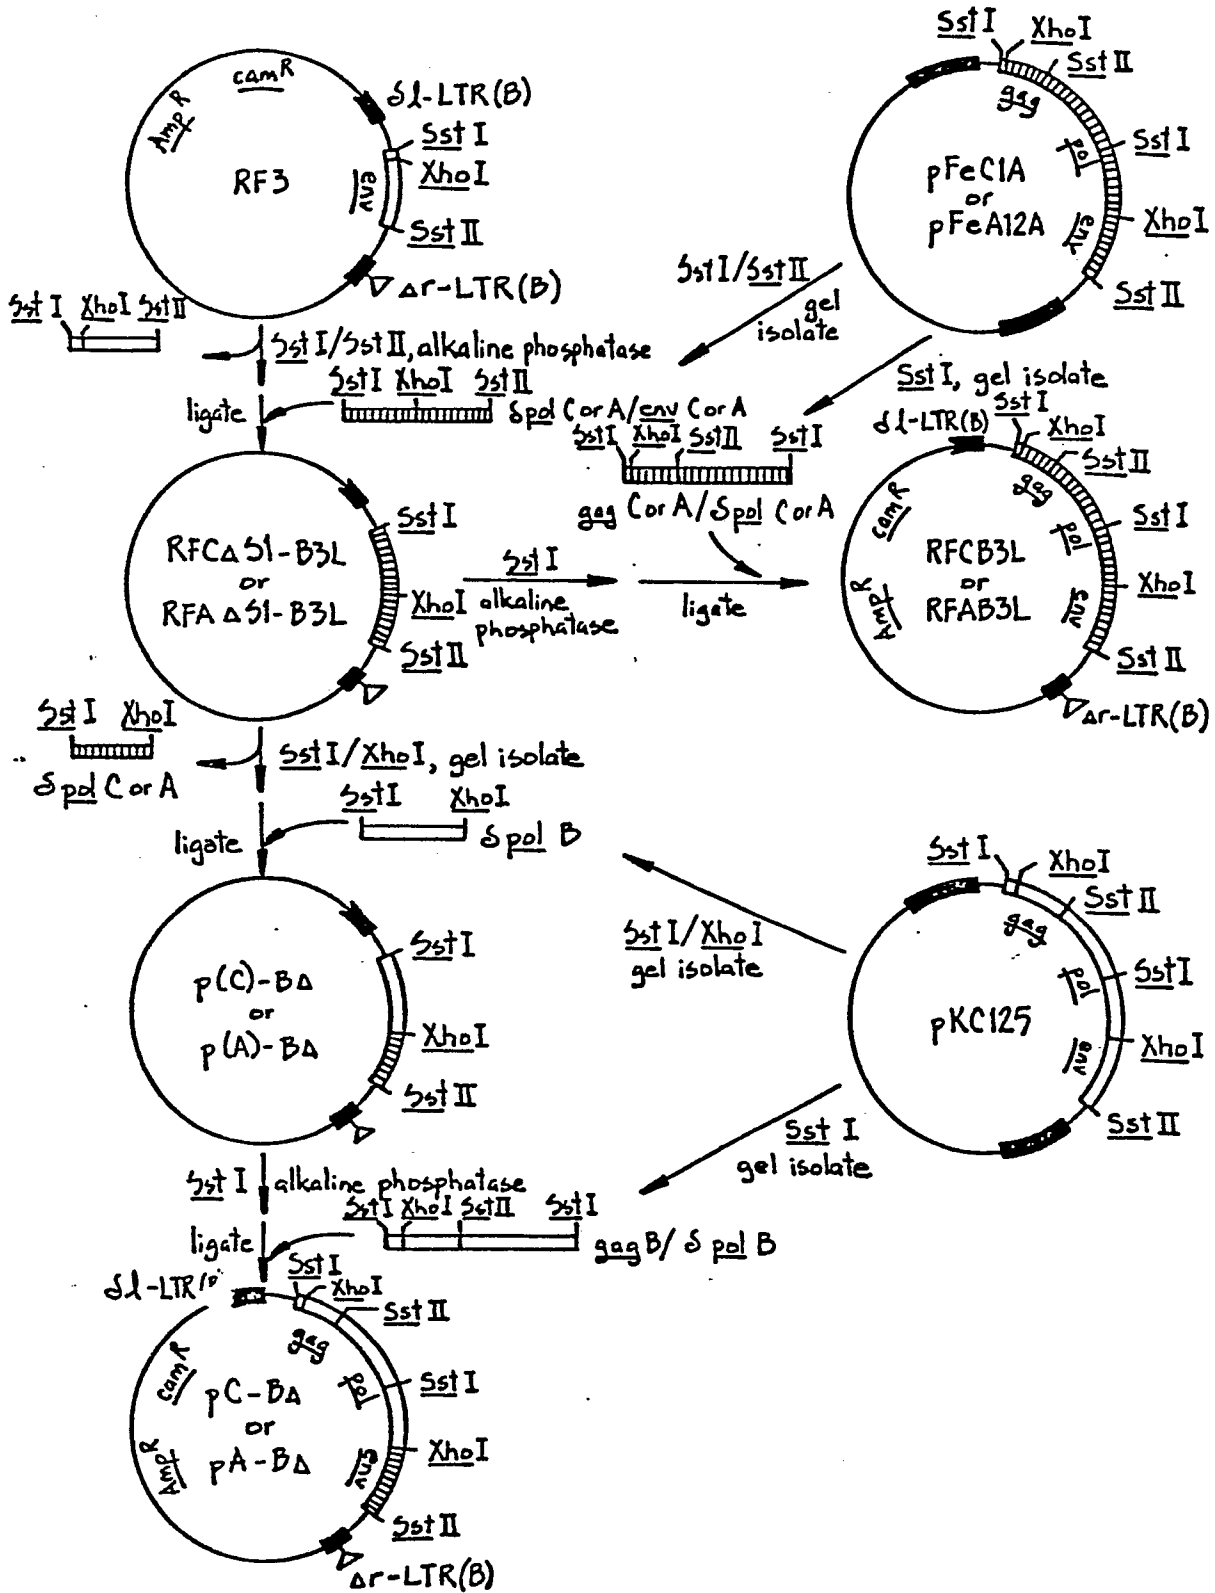 camR
AmpR
RF3
δl-LTR(B)
SstI
XhoI
env
SstII
Δr-LTR(B)
SstI XhoI SstII
SstI/SstII, alkaline phosphatase
ligate
SstI XhoI SstII
δpol C or A/env C or A
SstI
XhoI
SstII
gag
SstI
pol
pFeC1A
or
pFeA12A
XhoI
env
SstII
SstI/SstII
gel
isolate
SstI, gel isolate
SstI XhoI SstII SstI
gag C or A/δpol C or A
RFCΔS1-B3L
or
RFAΔS1-B3L
SstI
XhoI
SstII
SstI
alkaline
phosphatase
ligate
δl-LTR(B)
SstI
XhoI
SstII
gag
camR
SstI
pol
RFCB3L
or
RFAB3L
XhoI
AmpR
env
SstII
Δr-LTR(B)
SstI XhoI
δpol C or A
SstI/XhoI, gel isolate
SstI XhoI
δpol B
ligate
p(C)-BΔ
or
p(A)-BΔ
SstI
XhoI
SstII
SstI/XhoI
gel isolate
SstI
XhoI
SstII
gag
SstI
pol
pKC125
XhoI
env
SstII
SstI
gel isolate
SstI alkaline phosphatase
SstI XhoI SstII SstI
ligate
gag B/δpol B
δl-LTR
SstI
XhoI
SstII
gag
camR
SstI
pol
pC-BΔ
or
pA-BΔ
XhoI
AmpR
env
SstII
Δr-LTR(B)